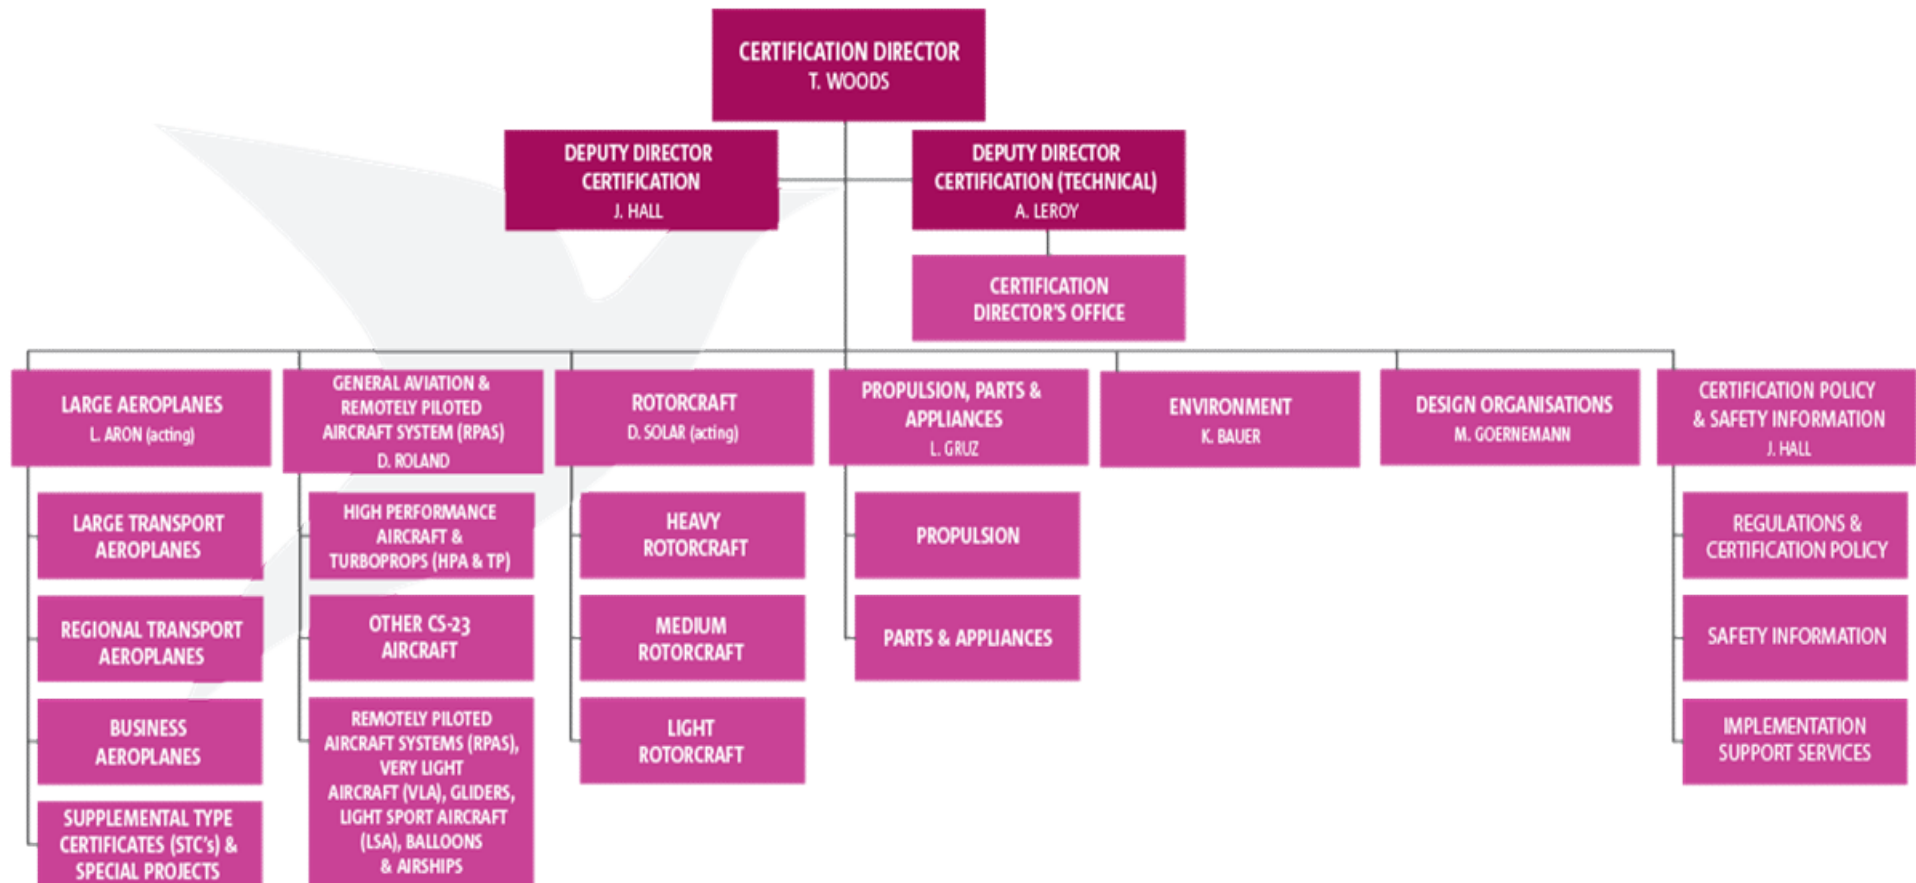 CERTIFICATION DIRECTOR
T. WOODS
DEPUTY DIRECTOR
CERTIFICATION
J. HALL
DEPUTY DIRECTOR
CERTIFICATION (TECHNICAL)
A. LEROY
CERTIFICATION
DIRECTOR'S OFFICE
LARGE AEROPLANES
L. ARON (acting)
LARGE TRANSPORT
AEROPLANES
REGIONAL TRANSPORT
AEROPLANES
BUSINESS
AEROPLANES
SUPPLEMENTAL TYPE
CERTIFICATES (STC's) &
SPECIAL PROJECTS
GENERAL AVIATION &
REMOTELY PILOTED
AIRCRAFT SYSTEM (RPAS)
D. ROLAND
HIGH PERFORMANCE
AIRCRAFT &
TURBOPROPS (HPA & TP)
OTHER CS-23
AIRCRAFT
REMOTELY PILOTED
AIRCRAFT SYSTEMS (RPAS),
VERY LIGHT
AIRCRAFT (VLA), GLIDERS,
LIGHT SPORT AIRCRAFT
(LSA), BALLOONS
& AIRSHIPS
ROTORCRAFT
D. SOLAR (acting)
HEAVY
ROTORCRAFT
MEDIUM
ROTORCRAFT
LIGHT
ROTORCRAFT
PROPULSION, PARTS &
APPLIANCES
L. GRUZ
PROPULSION
PARTS & APPLIANCES
ENVIRONMENT
K. BAUER
DESIGN ORGANISATIONS
M. GOERNEMANN
CERTIFICATION POLICY
& SAFETY INFORMATION
J. HALL
REGULATIONS &
CERTIFICATION POLICY
SAFETY INFORMATION
IMPLEMENTATION
SUPPORT SERVICES